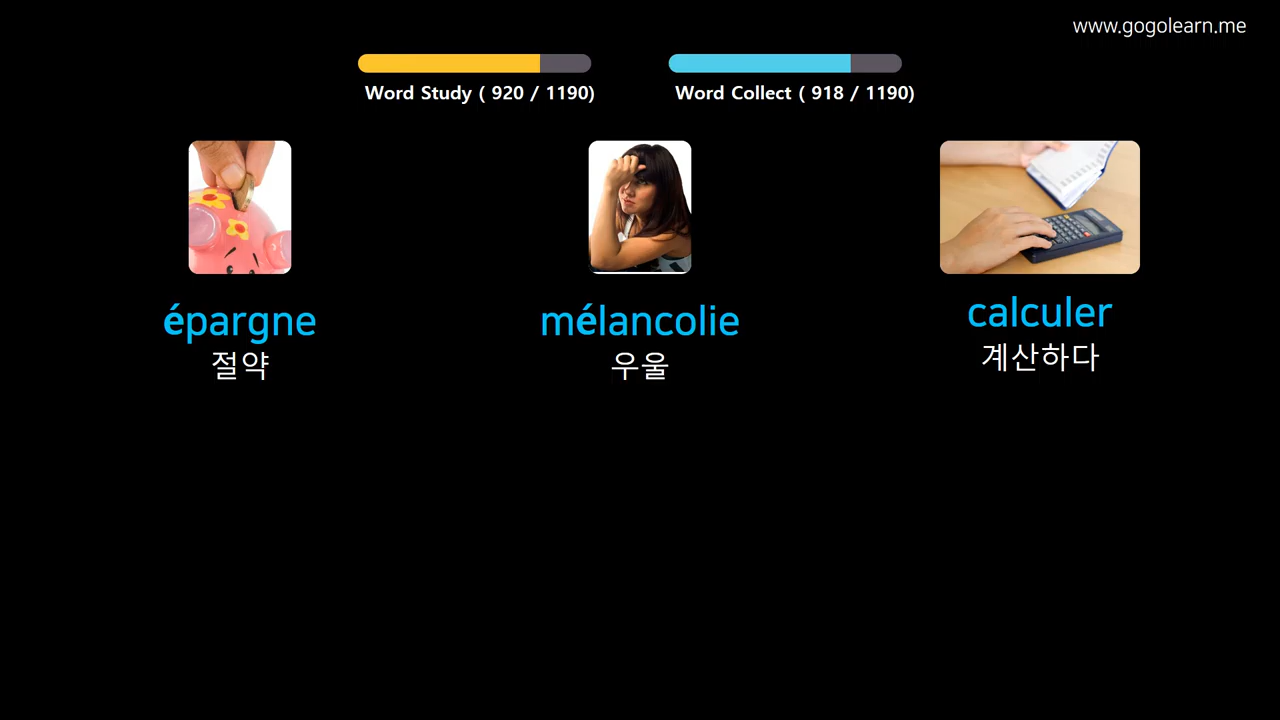 www.gogolearn.me
Word Study ( 920 / 1190)
Word Collect ( 918 / 1190)
épargne
절약
mélancolie
우울
calculer
계산하다